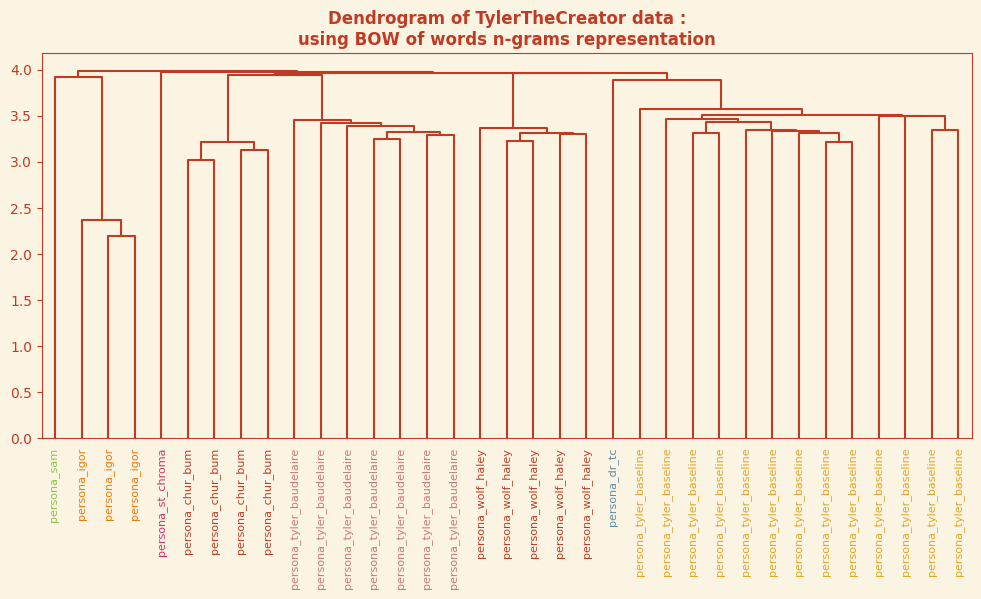 Dendrogram of TylerTheCreator data :
using BOW of words n-grams representation
4.0
3.5
3.0
2.5
2.0
1.5
1.0
0.5
0.0
persona_sam
persona_igor
persona_igor
persona_igor
persona_st_chroma
persona_chur_bum
persona_chur_bum
persona_chur_bum
persona_chur_bum
persona_tyler_baudelaire
persona_tyler_baudelaire
persona_tyler_baudelaire
persona_tyler_baudelaire
persona_tyler_baudelaire
persona_tyler_baudelaire
persona_tyler_baudelaire
persona_wolf_haley
persona_wolf_haley
persona_wolf_haley
persona_wolf_haley
persona_wolf_haley
persona_dr_tc
persona_tyler_baseline
persona_tyler_baseline
persona_tyler_baseline
persona_tyler_baseline
persona_tyler_baseline
persona_tyler_baseline
persona_tyler_baseline
persona_tyler_baseline
persona_tyler_baseline
persona_tyler_baseline
persona_tyler_baseline
persona_tyler_baseline
persona_tyler_baseline